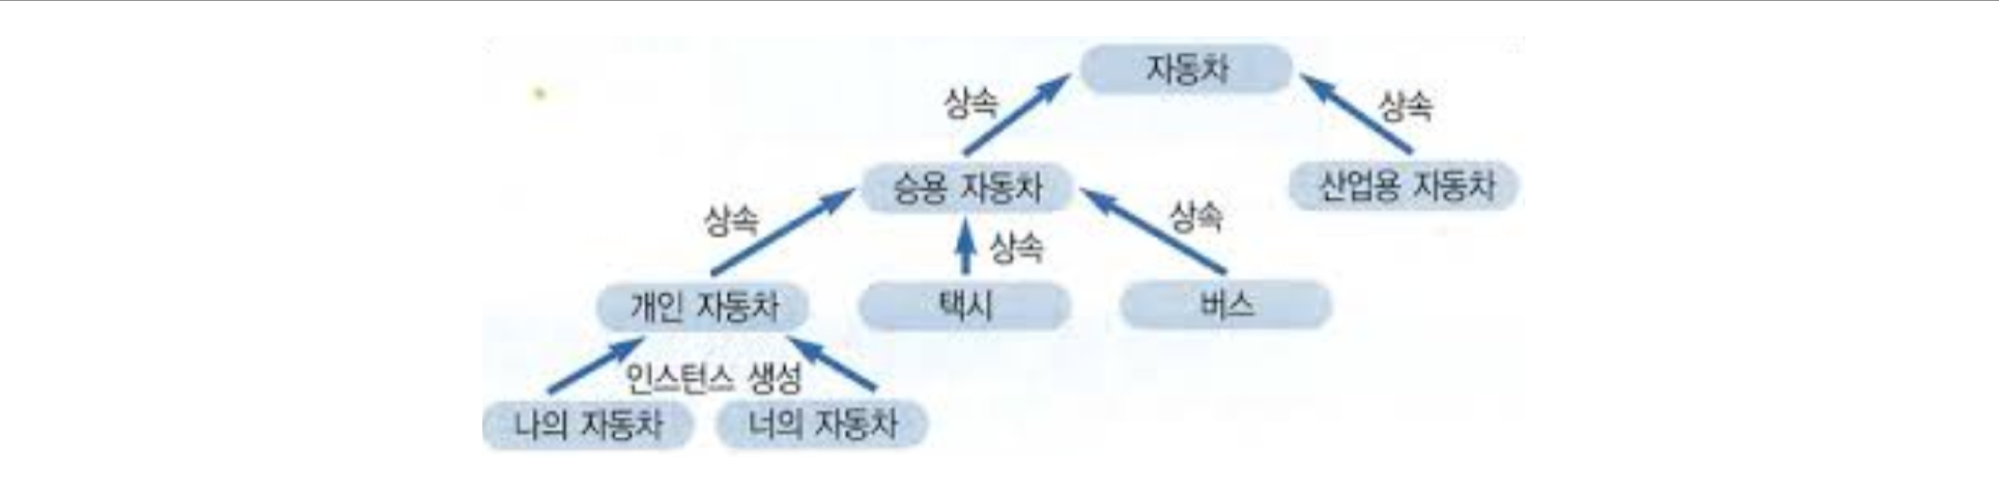 자동차
상속
상속
승용 자동차
산업용 자동차
상속
상속
상속
개인 자동차
택시
버스
인스턴스 생성
나의 자동차
너의 자동차